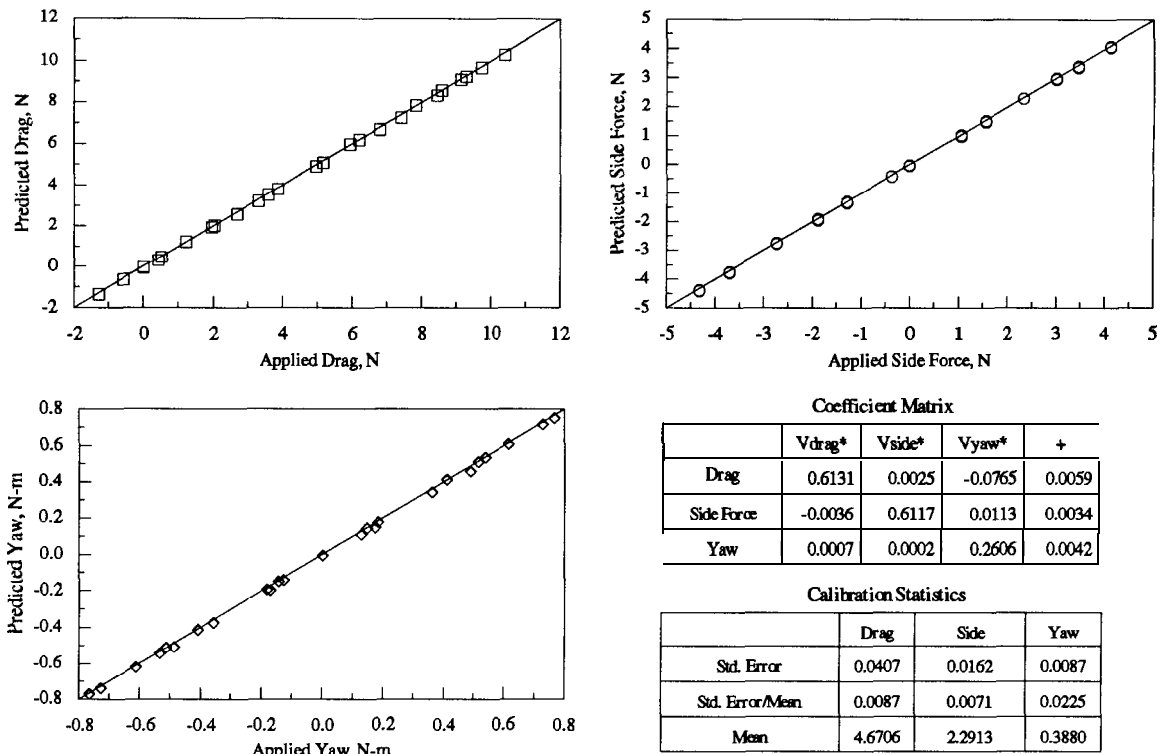 12
10
8
6
4
2
0
-2
Predicted Drag, N
-2 0 2 4 6 8 10 12
Applied Drag, N
5
4
3
2
1
0
-1
-2
-3
-4
-5
Predicted Side Force, N
-5 -4 -3 -2 -1 0 1 2 3 4 5
Applied Side Force, N
0.8
0.6
0.4
0.2
0.0
-0.2
-0.4
-0.6
-0.8
Predicted Yaw, N-m
-0.8 -0.6 -0.4 -0.2 0.0 0.2 0.4 0.6 0.8
Applied Yaw, N-m
Coefficient Matrix
Vdrag* Vside* Vyaw* +
Drag 0.6131 0.0025 -0.0765 0.0059
Side Force -0.0036 0.6117 0.0113 0.0034
Yaw 0.0007 0.0002 0.2606 0.0042
Calibration Statistics
Drag Side Yaw
Std. Error 0.0407 0.0162 0.0087
Std. Error/Mean 0.0087 0.0071 0.0225
Mean 4.6706 2.2913 0.3880